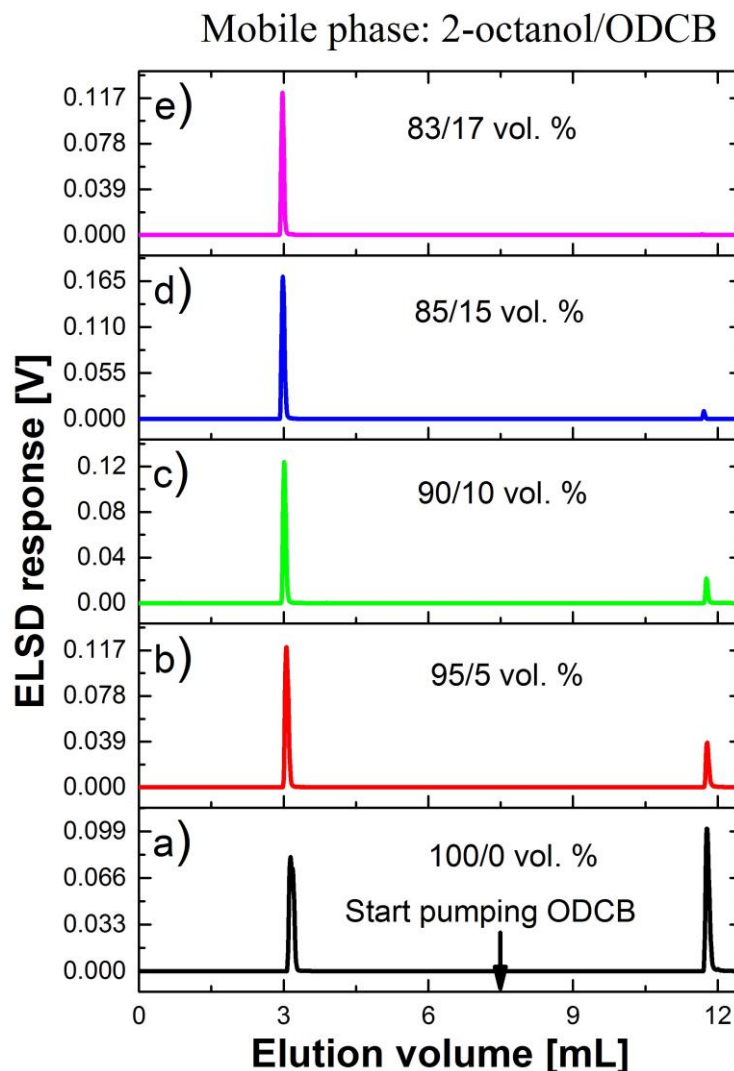 Mobile phase: 2-octanol/ODCB
e)
83/17 vol. %
0.117
0.078
0.039
0.000
d)
85/15 vol. %
0.165
0.110
0.055
0.000
c)
90/10 vol. %
0.12
0.08
0.04
0.00
b)
95/5 vol. %
0.117
0.078
0.039
0.000
a)
100/0 vol. %
Start pumping ODCB
0.099
0.066
0.033
0.000
0 3 6 9 12
ELSD response [V]
Elution volume [mL]